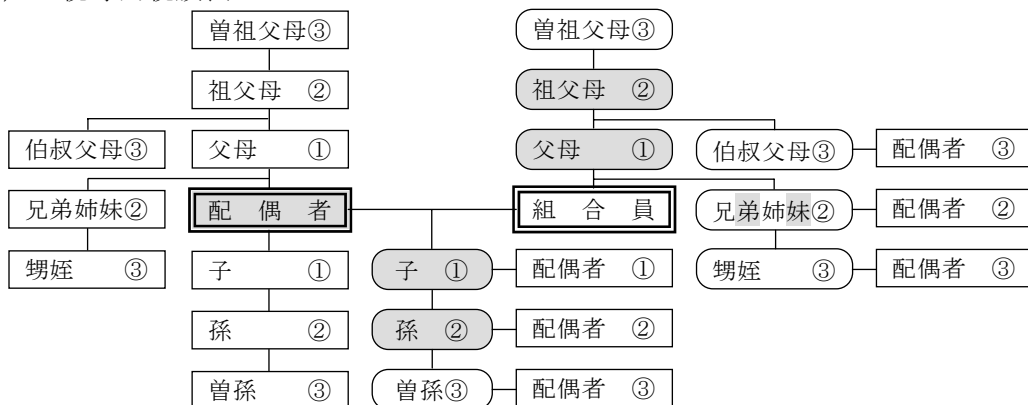 曽祖父母③ 曽祖父母③
祖父母 ② 祖父母 ②
伯叔父母③ 父母 ① 父母 ① 伯叔父母③ 配偶者 ③
兄弟姉妹② 配偶者 組合員 兄弟姉妹② 配偶者 ②
甥姪 ③ 子 ① 子 ① 配偶者 ① 甥姪 ③ 配偶者 ③
孫 ② 孫 ② 配偶者 ②
曽孫 ③ 曽孫③ 配偶者 ③